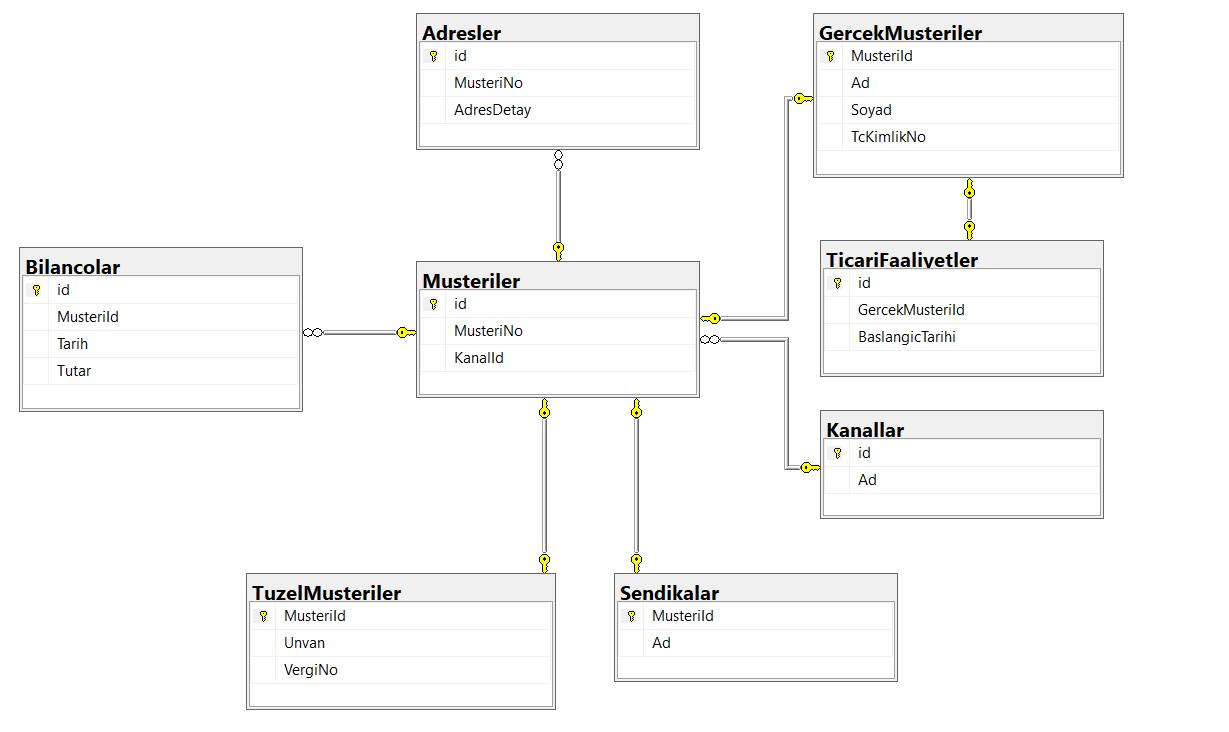 Adresler
id
MusteriNo
AdresDetay
GercekMusteriler
MusteriId
Ad
Soyad
TcKimlikNo
Bilancolar
id
MusteriId
Tarih
Tutar
Musteriler
id
MusteriNo
KanalId
TicariFaaliyetler
id
GercekMusteriId
BaslangicTarihi
Kanallar
id
Ad
TuzelMusteriler
MusteriId
Unvan
VergiNo
Sendikalar
MusteriId
Ad